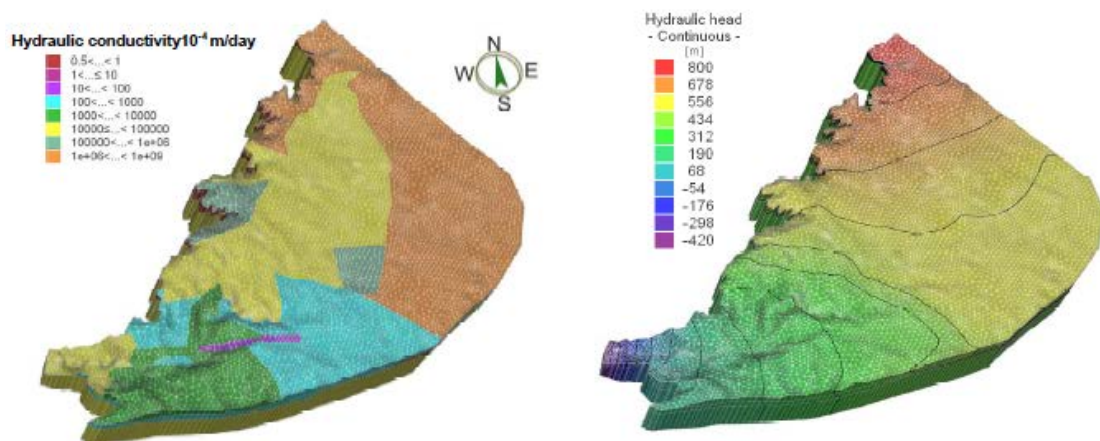 Hydraulic conductivity10⁻⁴ m/day
0.5<...< 1
1<...≤ 10
10<...< 100
100<...< 1000
1000<...< 10000
10000≤...< 100000
100000<...< 1e+06
1e+06<...< 1e+09
N
W E
S
Hydraulic head
- Continuous -
[m]
800
678
556
434
312
190
68
-54
-176
-298
-420